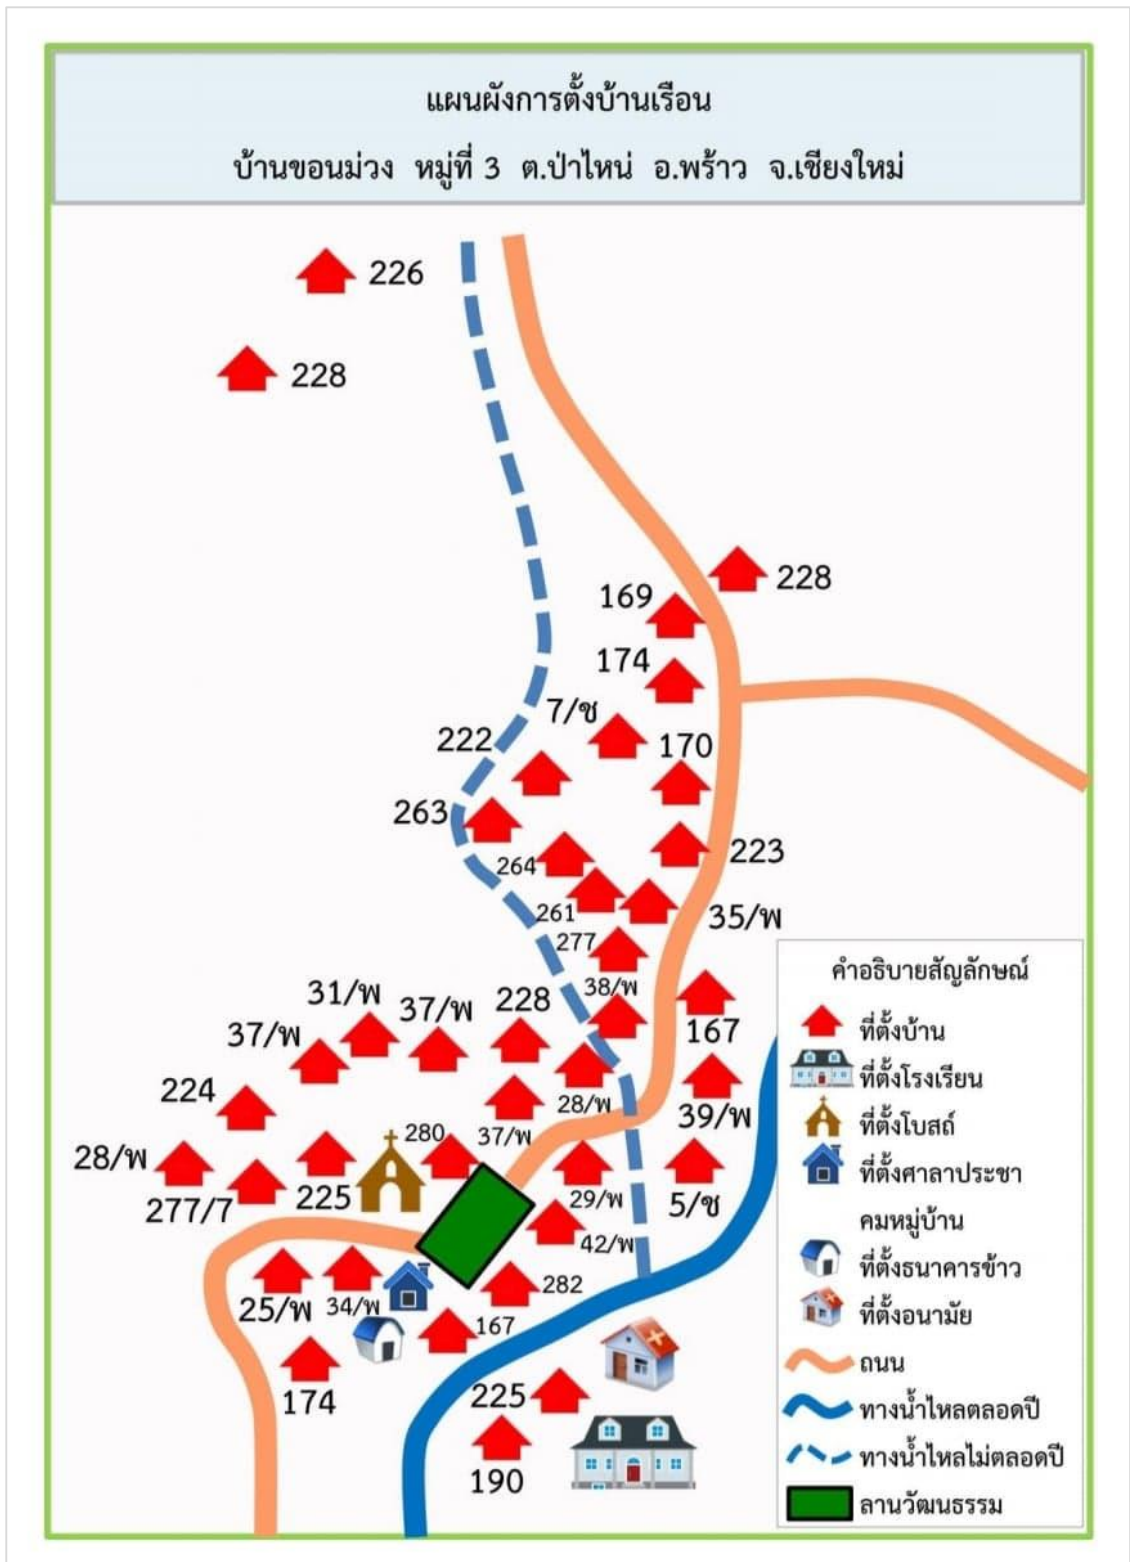 แผนผังการตั้งบ้านเรือน
บ้านขอนม่วง หมู่ที่ 3 ต.ป่าไหน่ อ.พร้าว จ.เชียงใหม่
226
228
228
169
174
7/ช
170
222
263
223
264
261
35/พ
277
38/พ
31/พ
37/พ
228
167
37/พ
224
28/พ
39/พ
280
37/พ
28/พ
277/7
225
29/พ
5/ช
42/พ
282
25/พ
34/พ
167
174
225
190
คำอธิบายสัญลักษณ์
ที่ตั้งบ้าน
ที่ตั้งโรงเรียน
ที่ตั้งโบสถ์
ที่ตั้งศาลาประชา
คมหมู่บ้าน
ที่ตั้งธนาคารข้าว
ที่ตั้งอนามัย
ถนน
ทางน้ำไหลตลอดปี
ทางน้ำไหลไม่ตลอดปี
ลานวัฒนธรรม